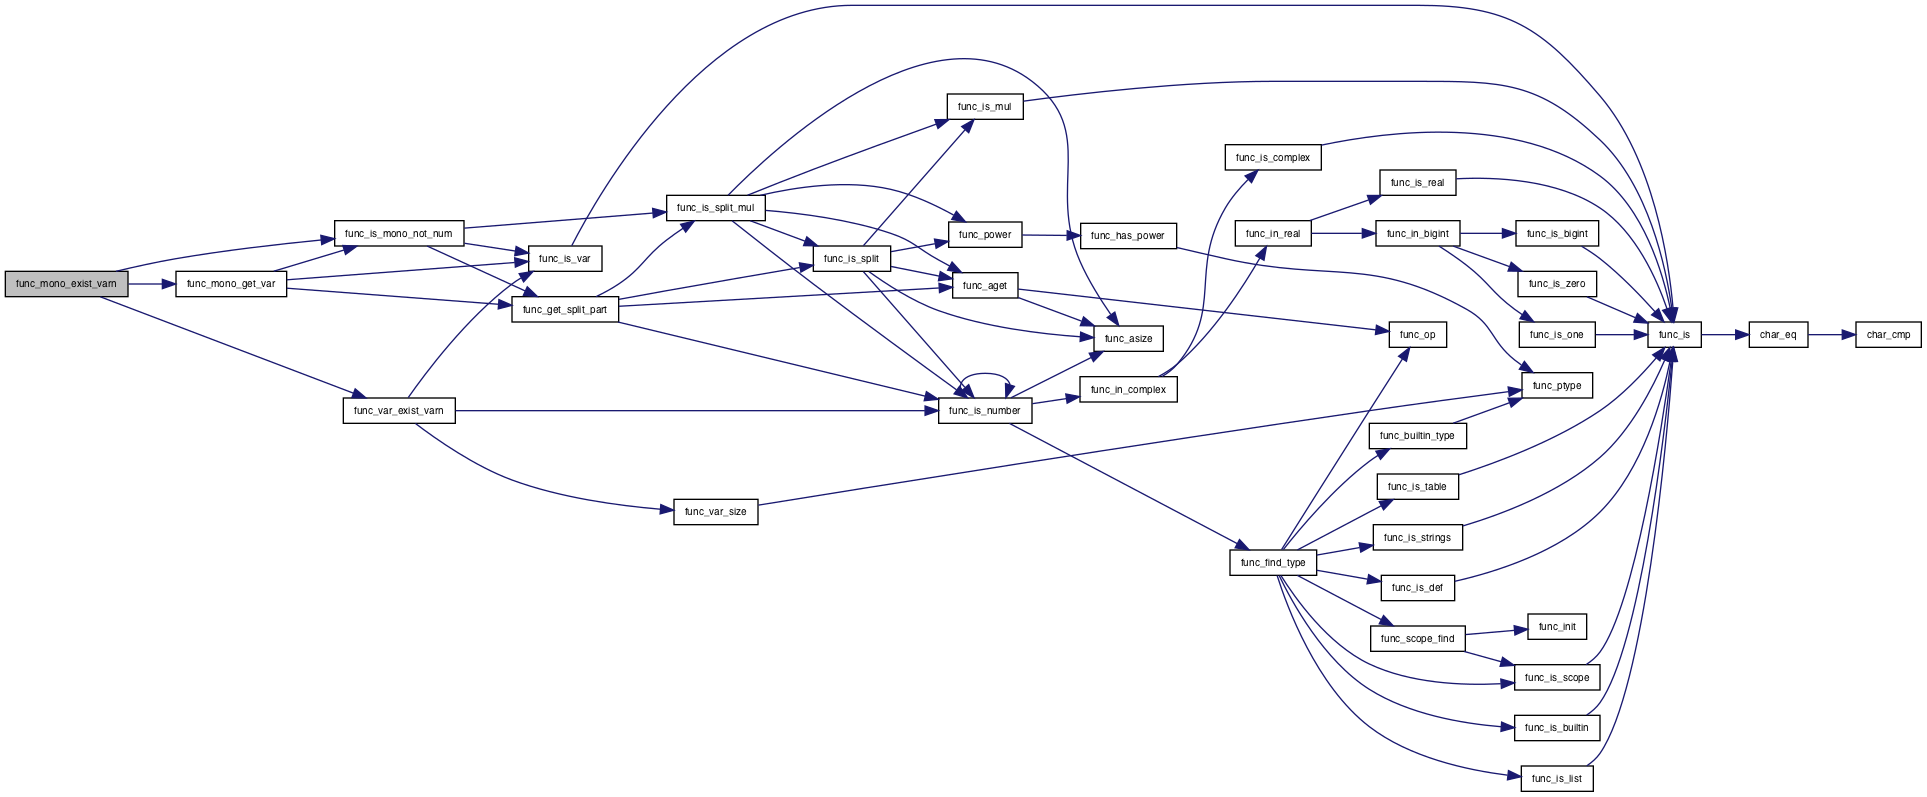 func_mono_exist_varn
func_mono_get_var
func_is_mono_not_num
func_var_exist_varn
func_is_var
func_get_split_part
func_is_split_mul
func_var_size
func_is_split
func_is_mul
func_power
func_aget
func_is_number
func_has_power
func_asize
func_in_complex
func_is_complex
func_in_real
func_find_type
func_is_real
func_in_bigint
func_op
func_builtin_type
func_is_table
func_is_strings
func_is_def
func_scope_find
func_is_bigint
func_is_zero
func_is_one
func_ptype
func_init
func_is_scope
func_is_builtin
func_is_list
func_is
char_eq
char_cmp